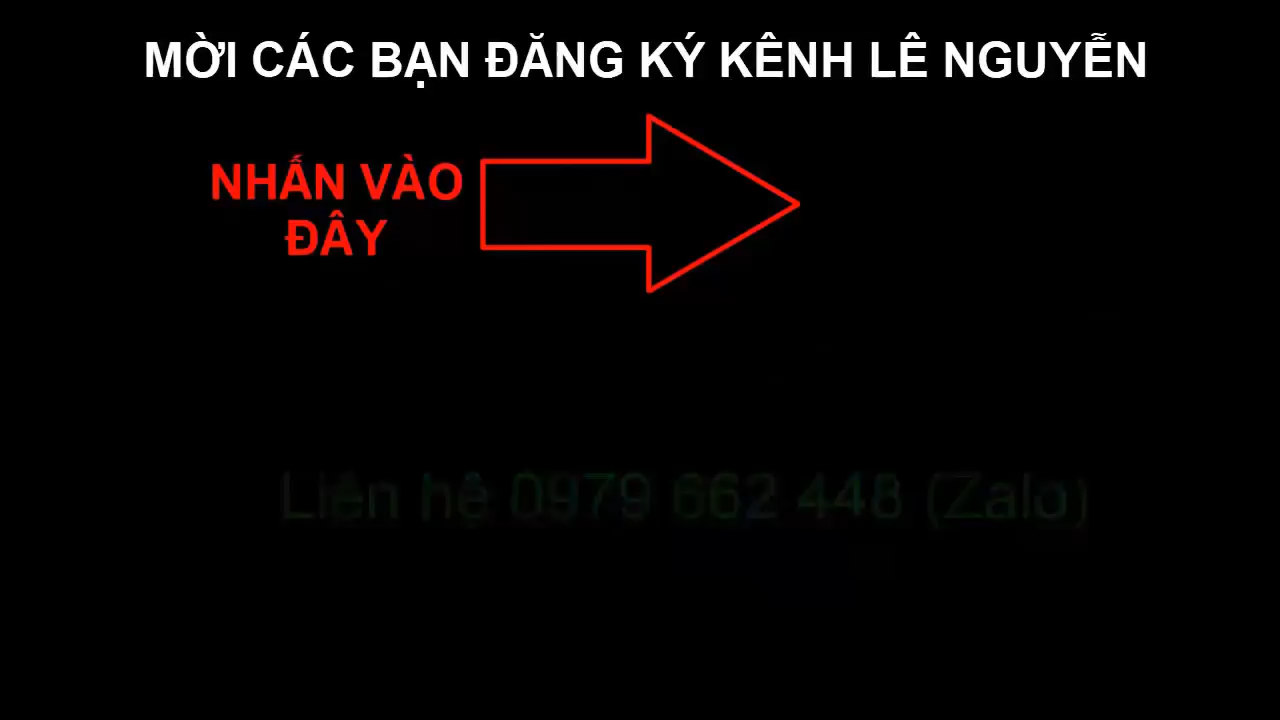 MỜI CÁC BẠN ĐĂNG KÝ KÊNH LÊ NGUYỄN
NHẤN VÀO
ĐÂY
Liên hệ 0979 662 448 (Zalo)